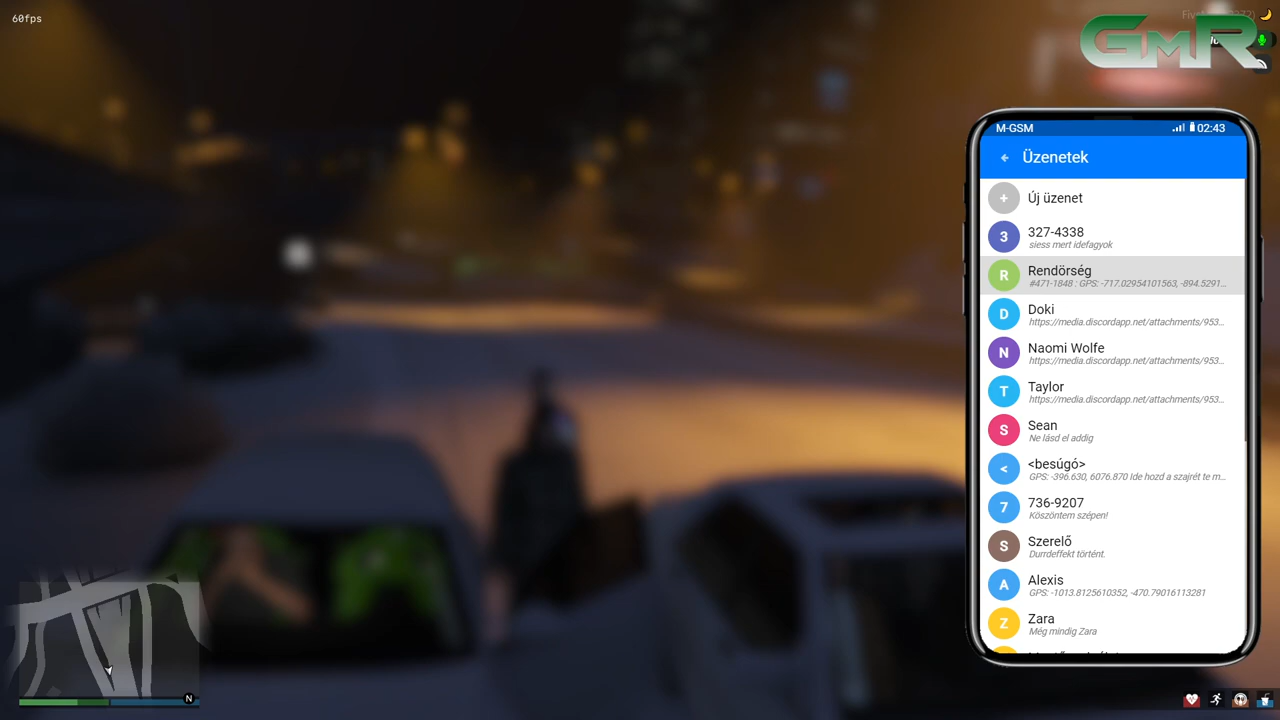 60fps
GMR
M-GSM
02:43
Üzenetek
+
Új üzenet
3
327-4338
siess mert idefagyok
R
Rendörség
#471-1848 : GPS: -717.02954101563, -894.5291...
D
Doki
https://media.discordapp.net/attachments/953...
N
Naomi Wolfe
https://media.discordapp.net/attachments/953...
T
Taylor
https://media.discordapp.net/attachments/953...
S
Sean
Ne lásd el addig
<
<besúgó>
GPS: -396.630, 6076.870 Ide hozd a szajrét te m...
7
736-9207
Köszöntem szépen!
S
Szerelő
Durrdeffekt történt.
A
Alexis
GPS: -1013.8125610352, -470.79016113281
Z
Zara
Még mindig Zara
N